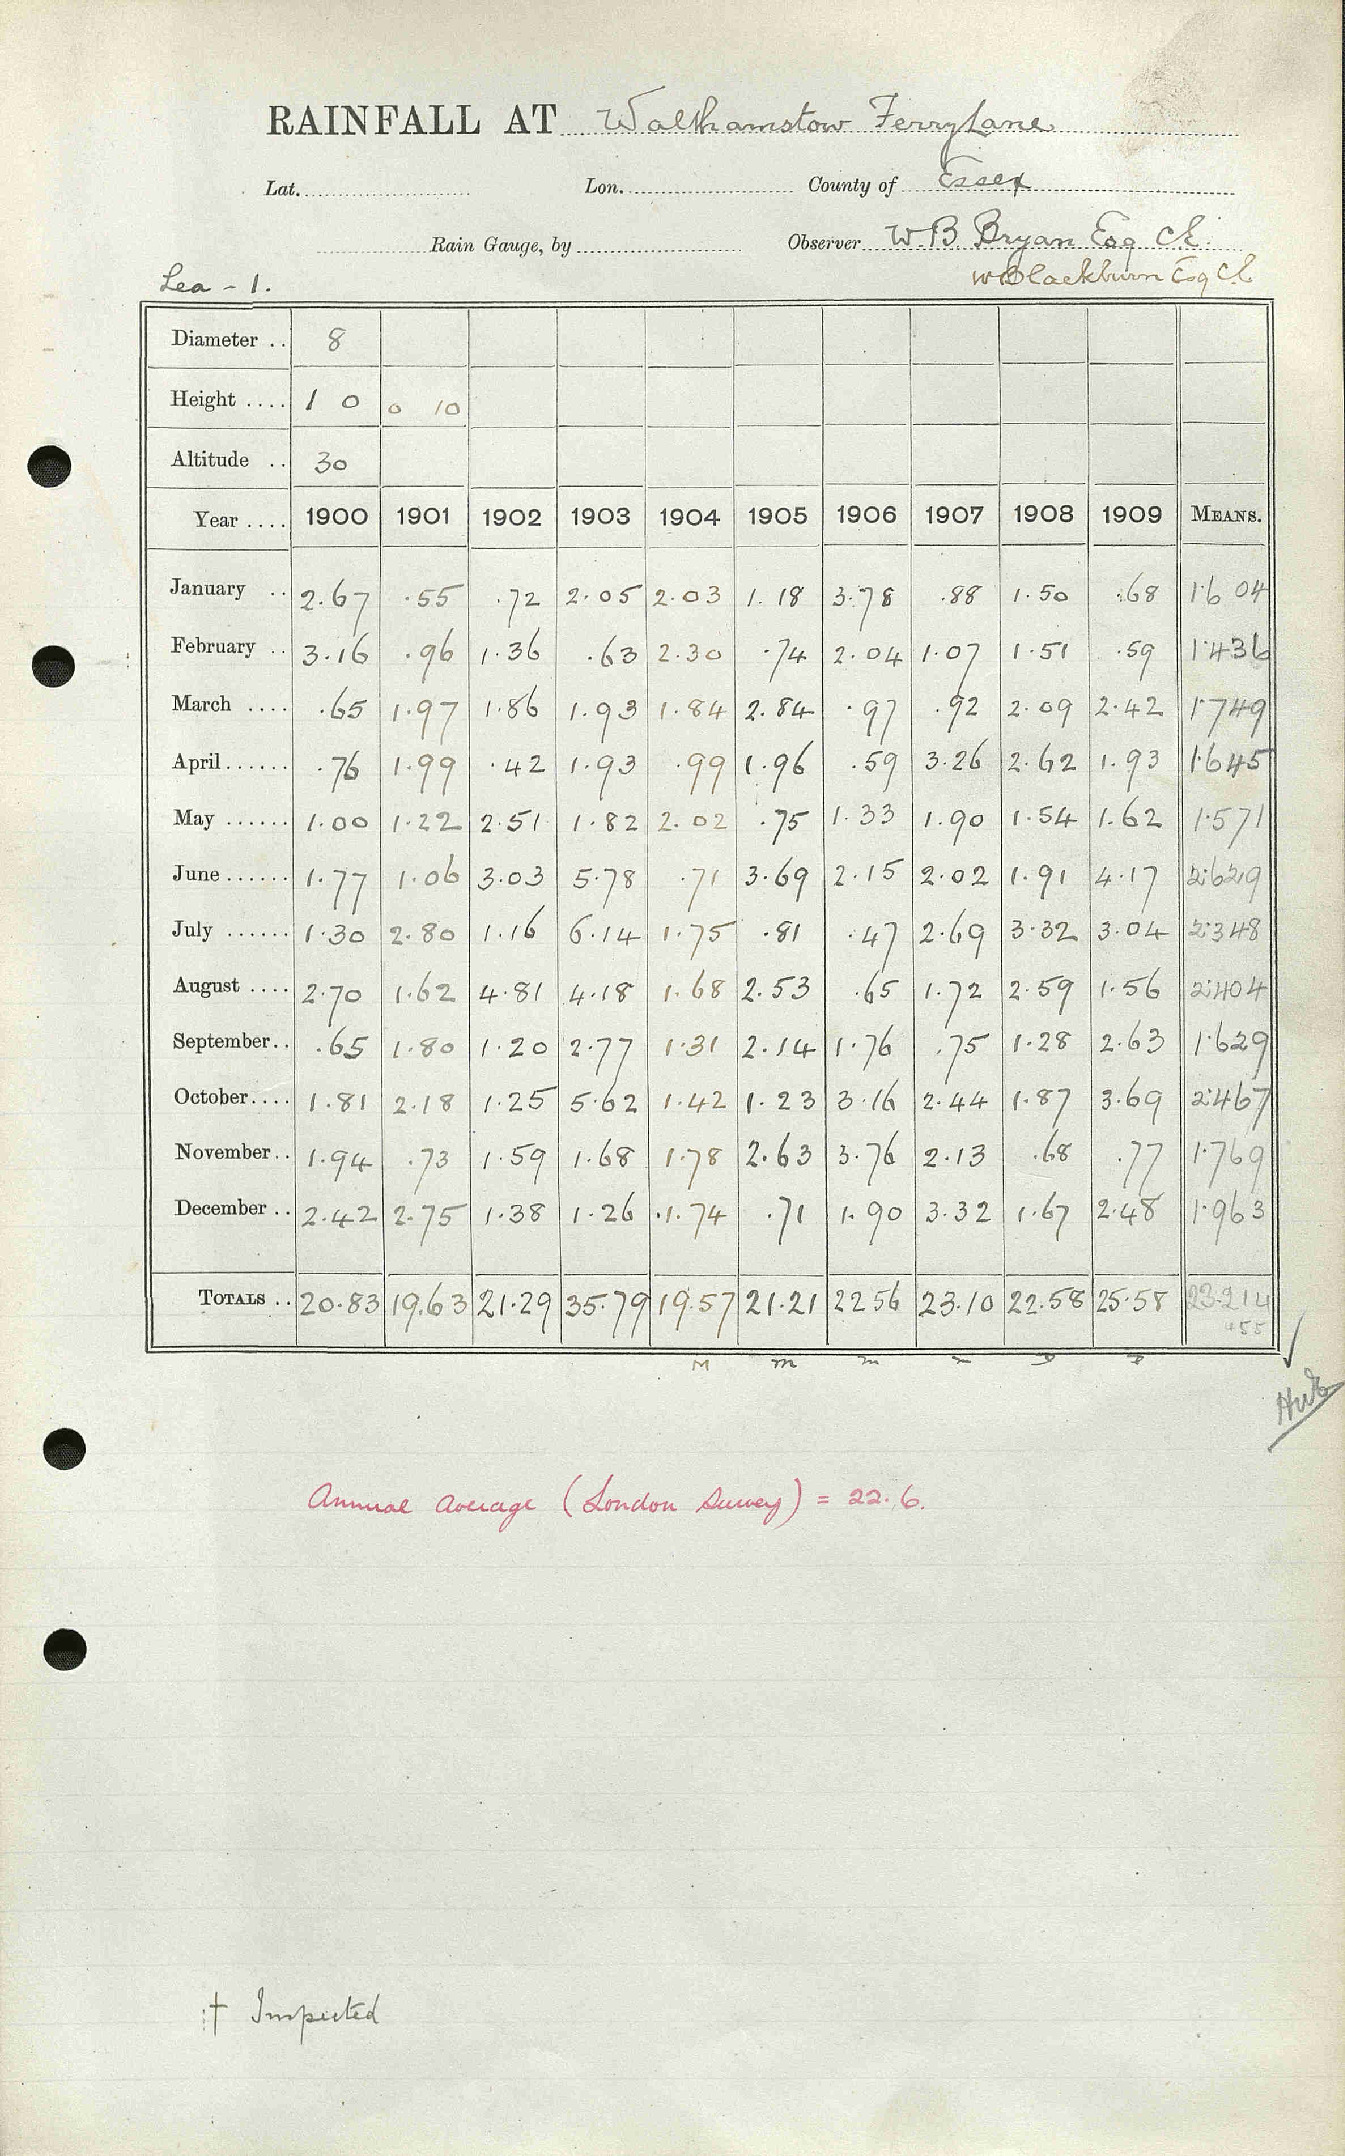 RAINFALL AT Walthamstow Ferry Lane
Lat. Lon. County of Essex
Rain Gauge, by Observer W.B. Bryan Esq C.E.
Lea - 1. W Blackburn Esq C.E
Diameter .. 8
Height .... 1 0 0 10
Altitude .. 30
Year .... 1900 1901 1902 1903 1904 1905 1906 1907 1908 1909 MEANS.
January .. 2.67 .55 .72 2.05 2.03 1.18 3.78 .88 1.50 .68 1.604
February .. 3.16 .96 1.36 .63 2.30 .74 2.04 1.07 1.51 .59 1.436
March .... .65 1.97 1.86 1.93 1.84 2.84 .97 .92 2.09 2.42 1.749
April...... .76 1.99 .42 1.93 .99 1.96 .59 3.26 2.62 1.93 1.645
May ...... 1.00 1.22 2.51 1.82 2.02 .75 1.33 1.90 1.54 1.62 1.571
June...... 1.77 1.06 3.03 5.78 .71 3.69 2.15 2.02 1.91 4.17 2.629
July ...... 1.30 2.80 1.16 6.14 1.75 .81 .47 2.69 3.32 3.04 2.348
August .... 2.70 1.62 4.81 4.18 1.68 2.53 .65 1.72 2.59 1.56 2.404
September.. .65 1.80 1.20 2.77 1.31 2.14 1.76 .75 1.28 2.63 1.629
October.... 1.81 2.18 1.25 5.62 1.42 1.23 3.16 2.44 1.87 3.69 2.467
November.. 1.94 .73 1.59 1.68 1.78 2.63 3.76 2.13 .68 .77 1.769
December .. 2.42 2.75 1.38 1.26 1.74 .71 1.90 3.32 1.67 2.48 1.963
TOTALS .. 20.83 19.63 21.29 35.79 19.57 21.21 22 56 23.10 22.58 25.58 23.214
455
M m m
Annual average (London Survey) = 22.6.
† Inspected